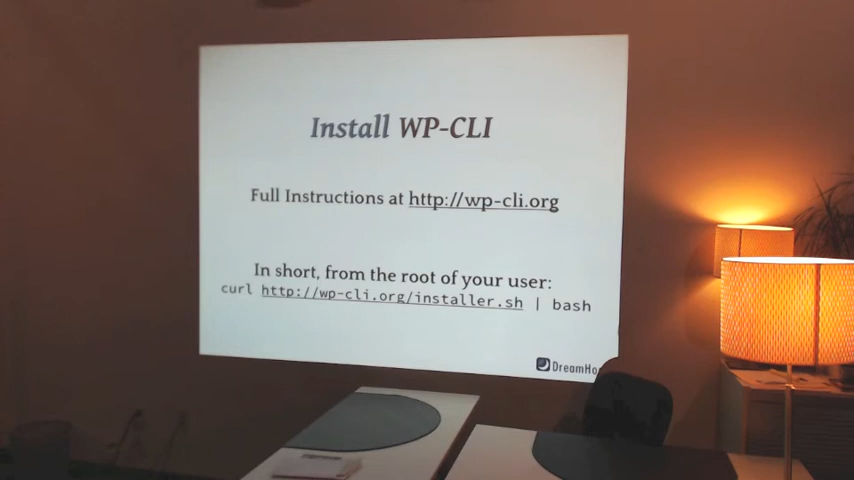 Install WP-CLI
Full Instructions at http://wp-cli.org
In short, from the root of your user:
curl http://wp-cli.org/installer.sh | bash
DreamHo